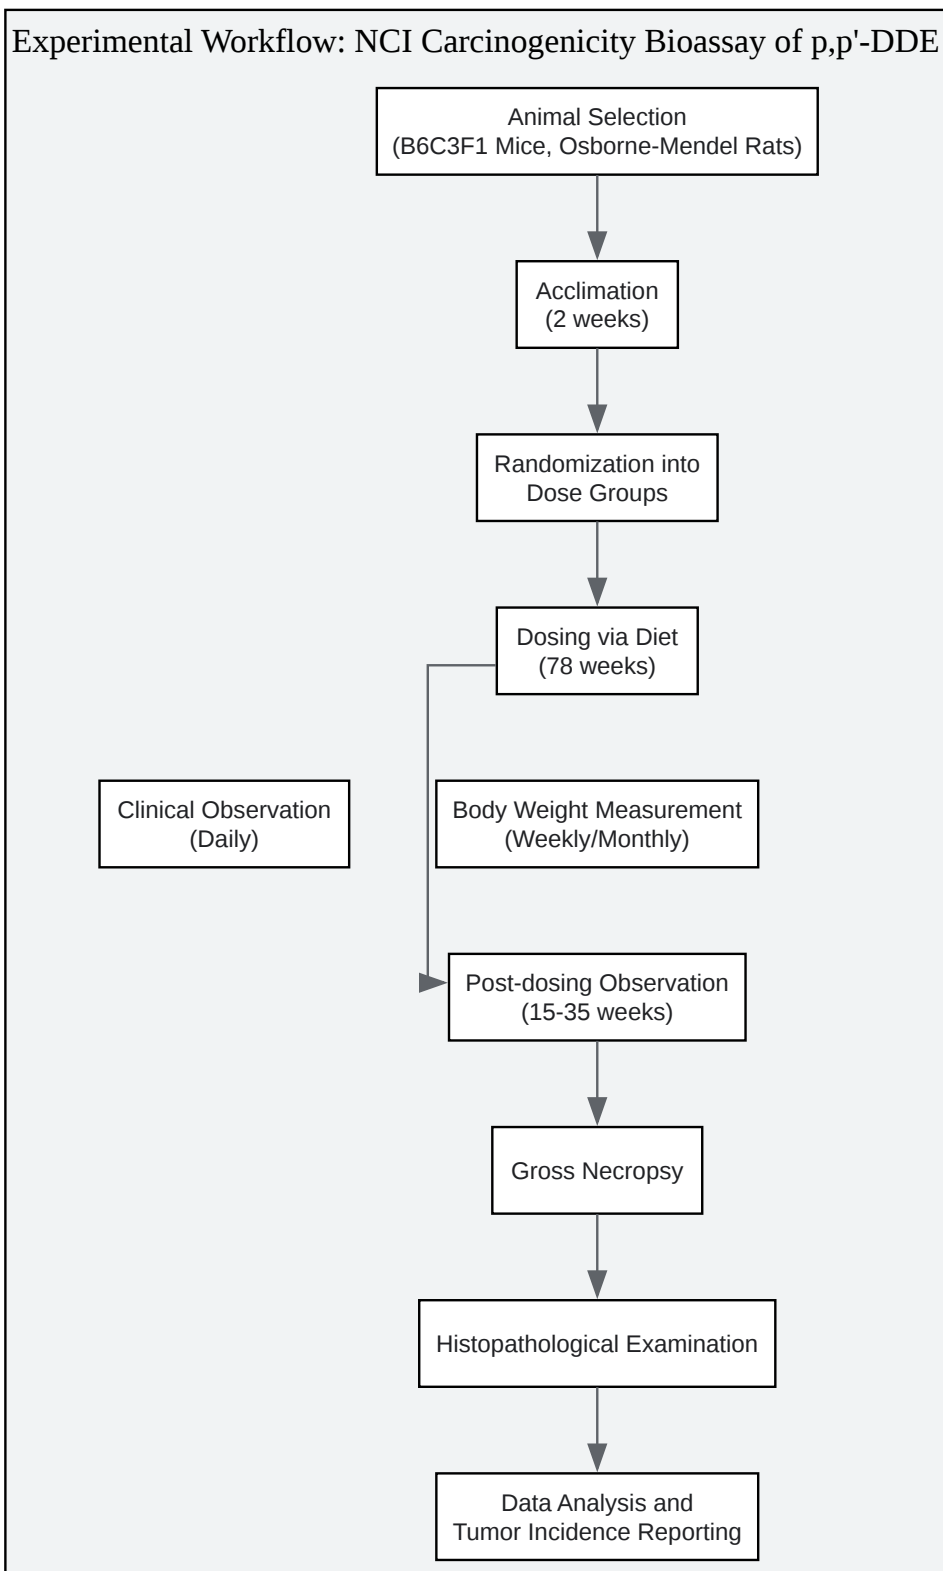 Experimental Workflow: NCI Carcinogenicity Bioassay of p,p'-DDE
Animal Selection
(B6C3F1 Mice, Osborne-Mendel Rats)
Acclimation
(2 weeks)
Randomization into
Dose Groups
Dosing via Diet
(78 weeks)
Clinical Observation
(Daily)
Body Weight Measurement
(Weekly/Monthly)
Post-dosing Observation
(15-35 weeks)
Gross Necropsy
Histopathological Examination
Data Analysis and
Tumor Incidence Reporting